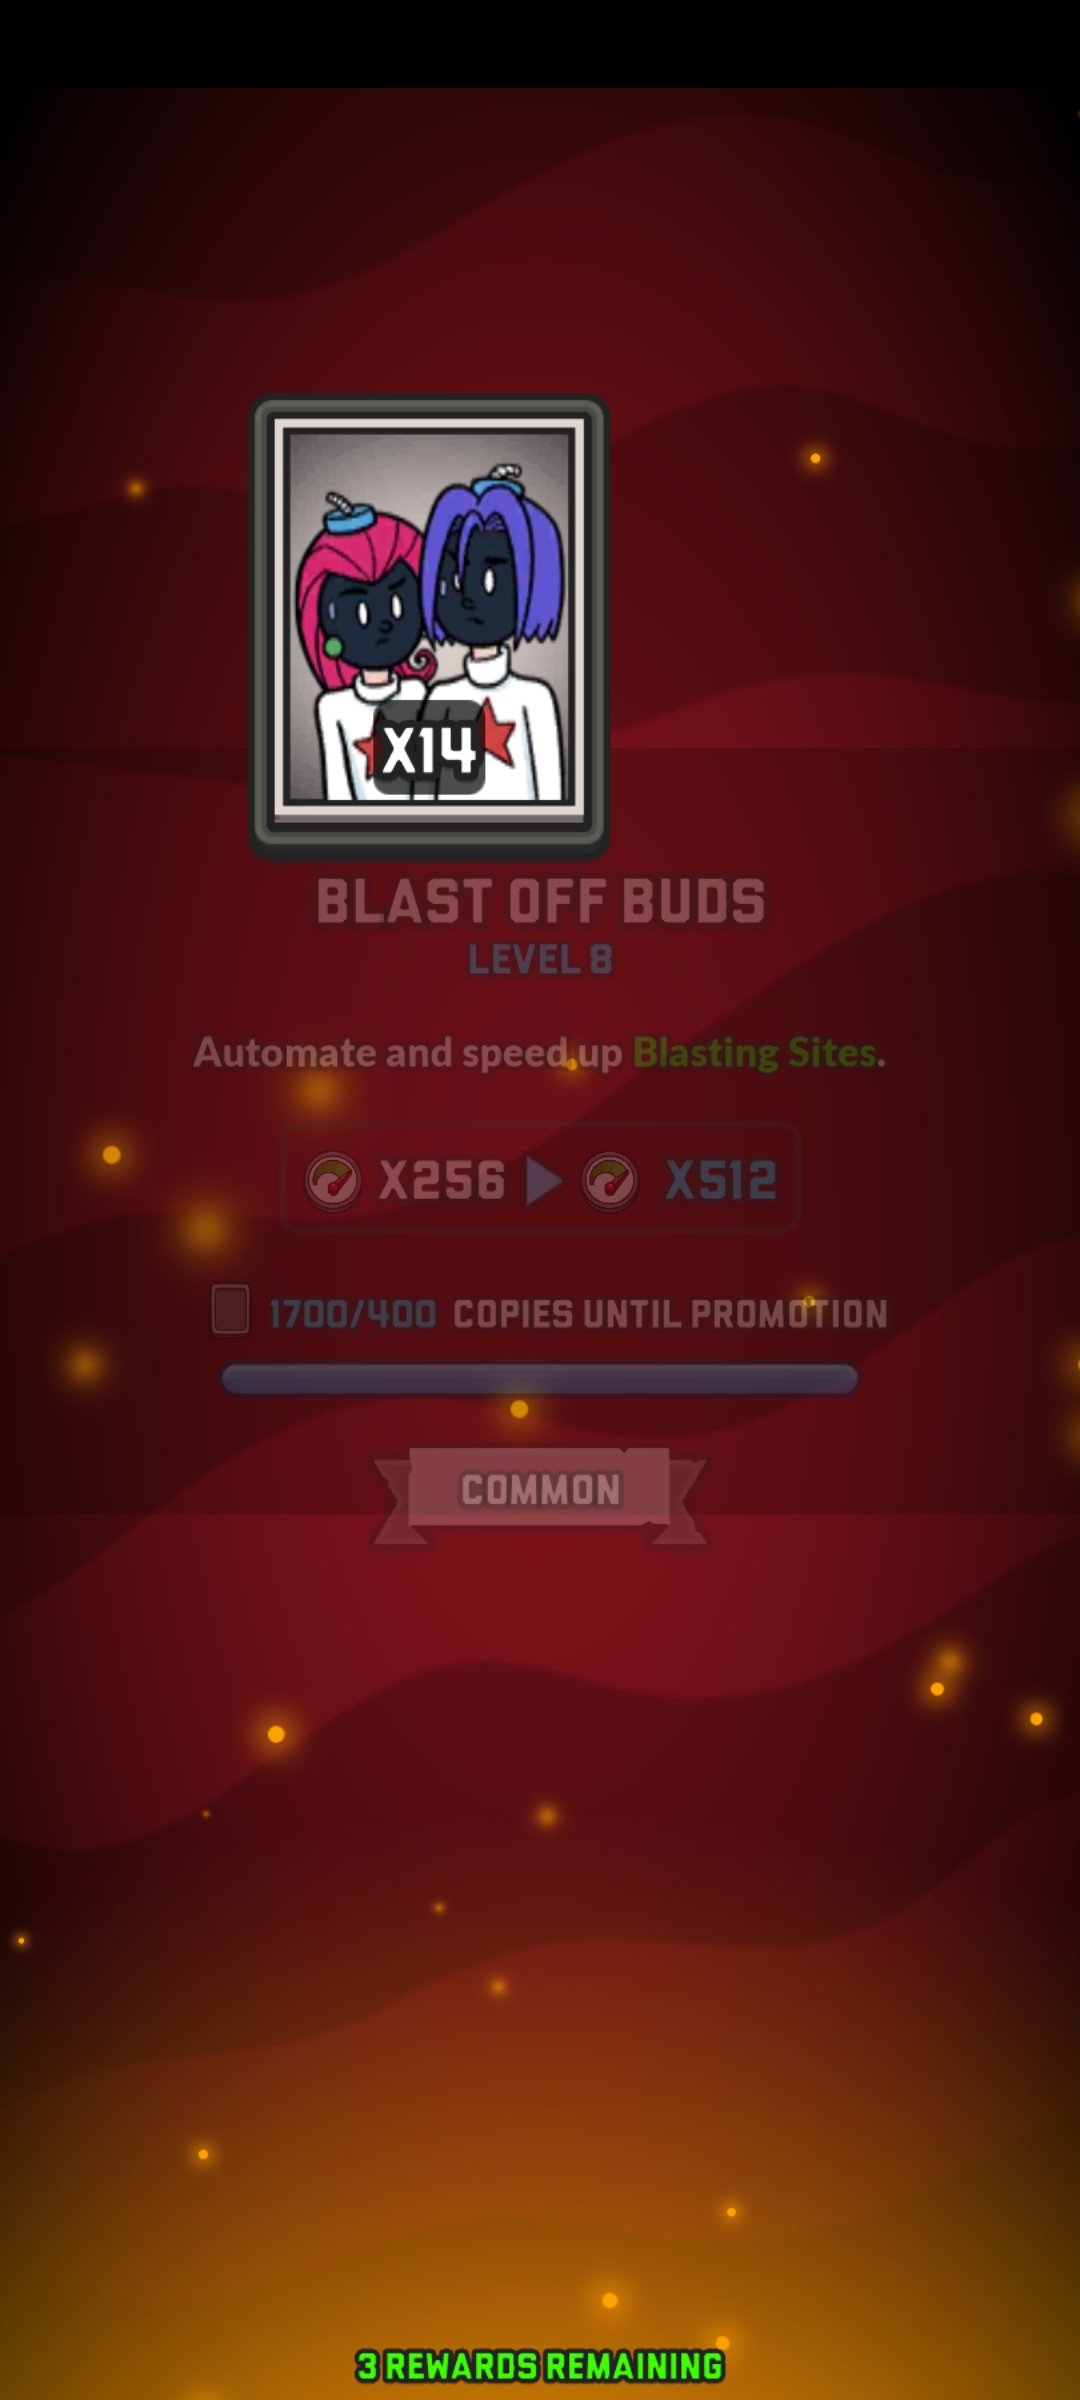 X14
BLAST OFF BUDS
LEVEL 8
Automate and speed up Blasting Sites.
X256 X512
1700/400 COPIES UNTIL PROMOTION
COMMON
3 REWARDS REMAINING